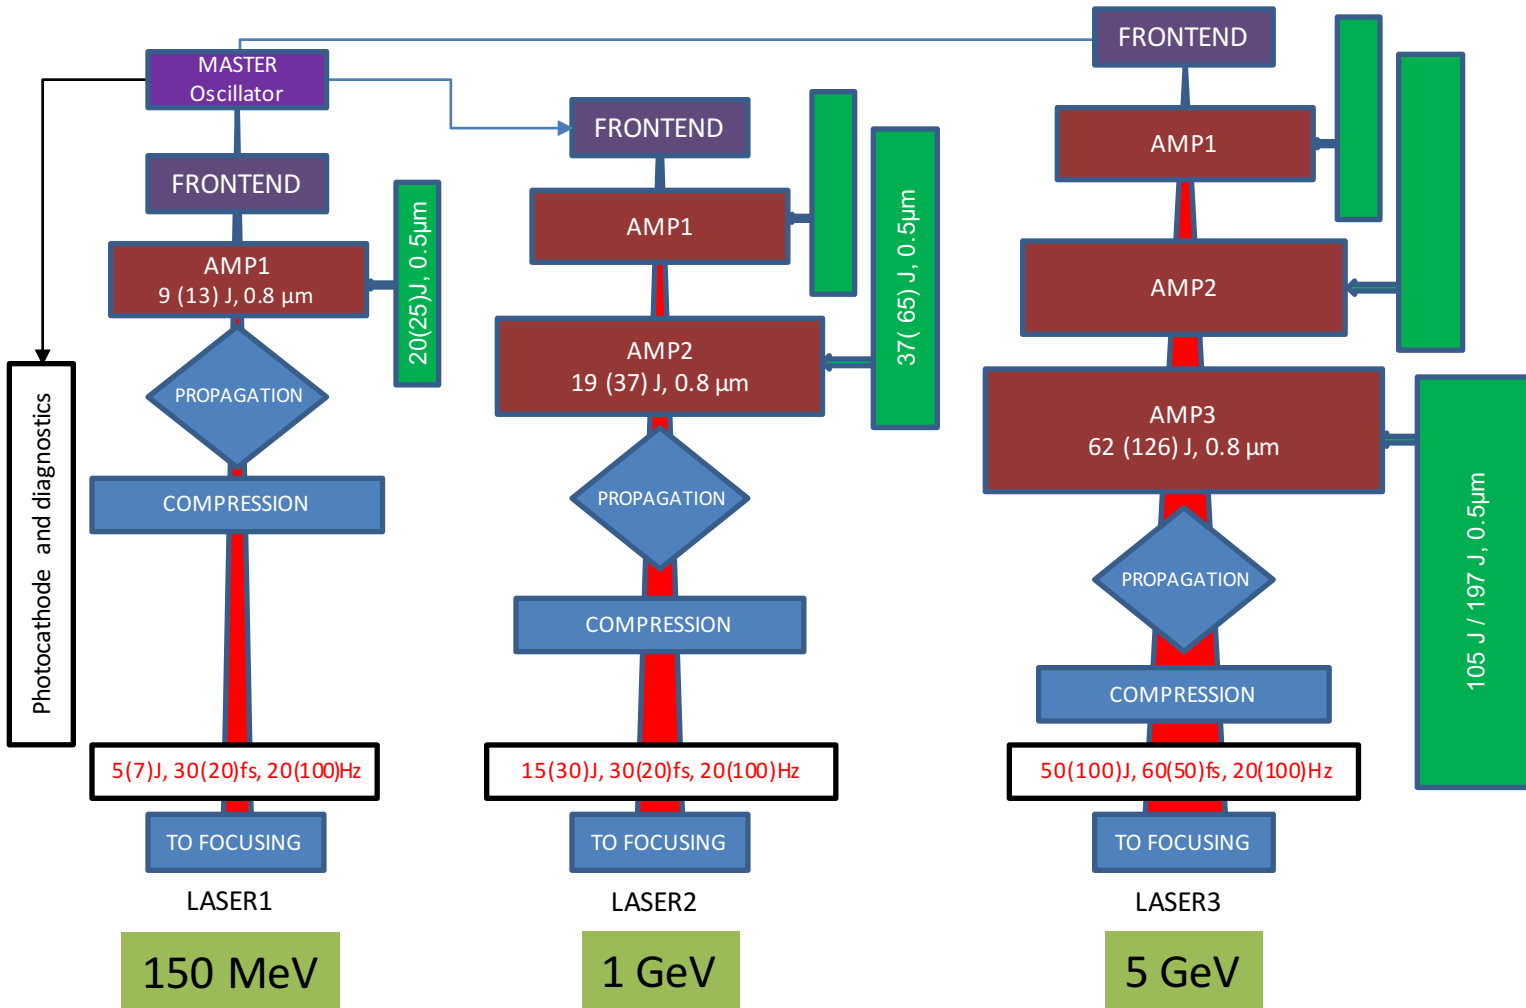 MASTER
Oscillator
FRONTEND
AMP1
9 (13) J, 0.8 µm
20(25)J, 0.5µm
PROPAGATION
COMPRESSION
Photocathode and diagnostics
5(7)J, 30(20)fs, 20(100)Hz
TO FOCUSING
LASER1
150 MeV
FRONTEND
AMP1
AMP2
19 (37) J, 0.8 µm
37( 65) J, 0.5µm
PROPAGATION
COMPRESSION
15(30)J, 30(20)fs, 20(100)Hz
TO FOCUSING
LASER2
1 GeV
FRONTEND
AMP1
AMP2
AMP3
62 (126) J, 0.8 µm
105 J / 197 J, 0.5µm
PROPAGATION
COMPRESSION
50(100)J, 60(50)fs, 20(100)Hz
TO FOCUSING
LASER3
5 GeV